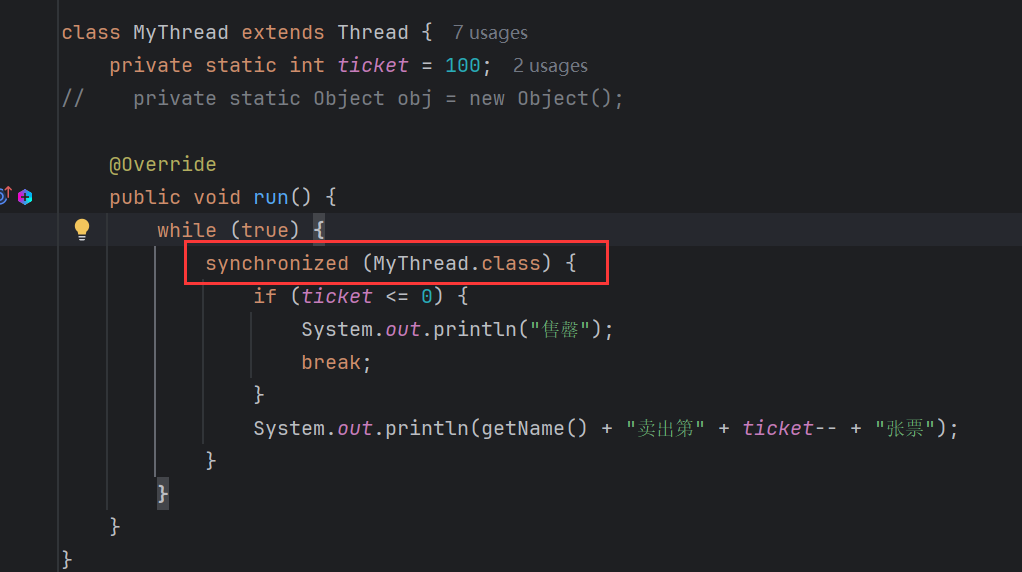 class MyThread extends Thread { 7 usages
    private static int ticket = 100; 2 usages
//    private static Object obj = new Object();
    @Override
    public void run() {
        while (true) {
            synchronized (MyThread.class) {
                if (ticket <= 0) {
                    System.out.println("售罄");
                    break;
                }
                System.out.println(getName() + "卖出第" + ticket-- + "张票");
            }
        }
    }
}